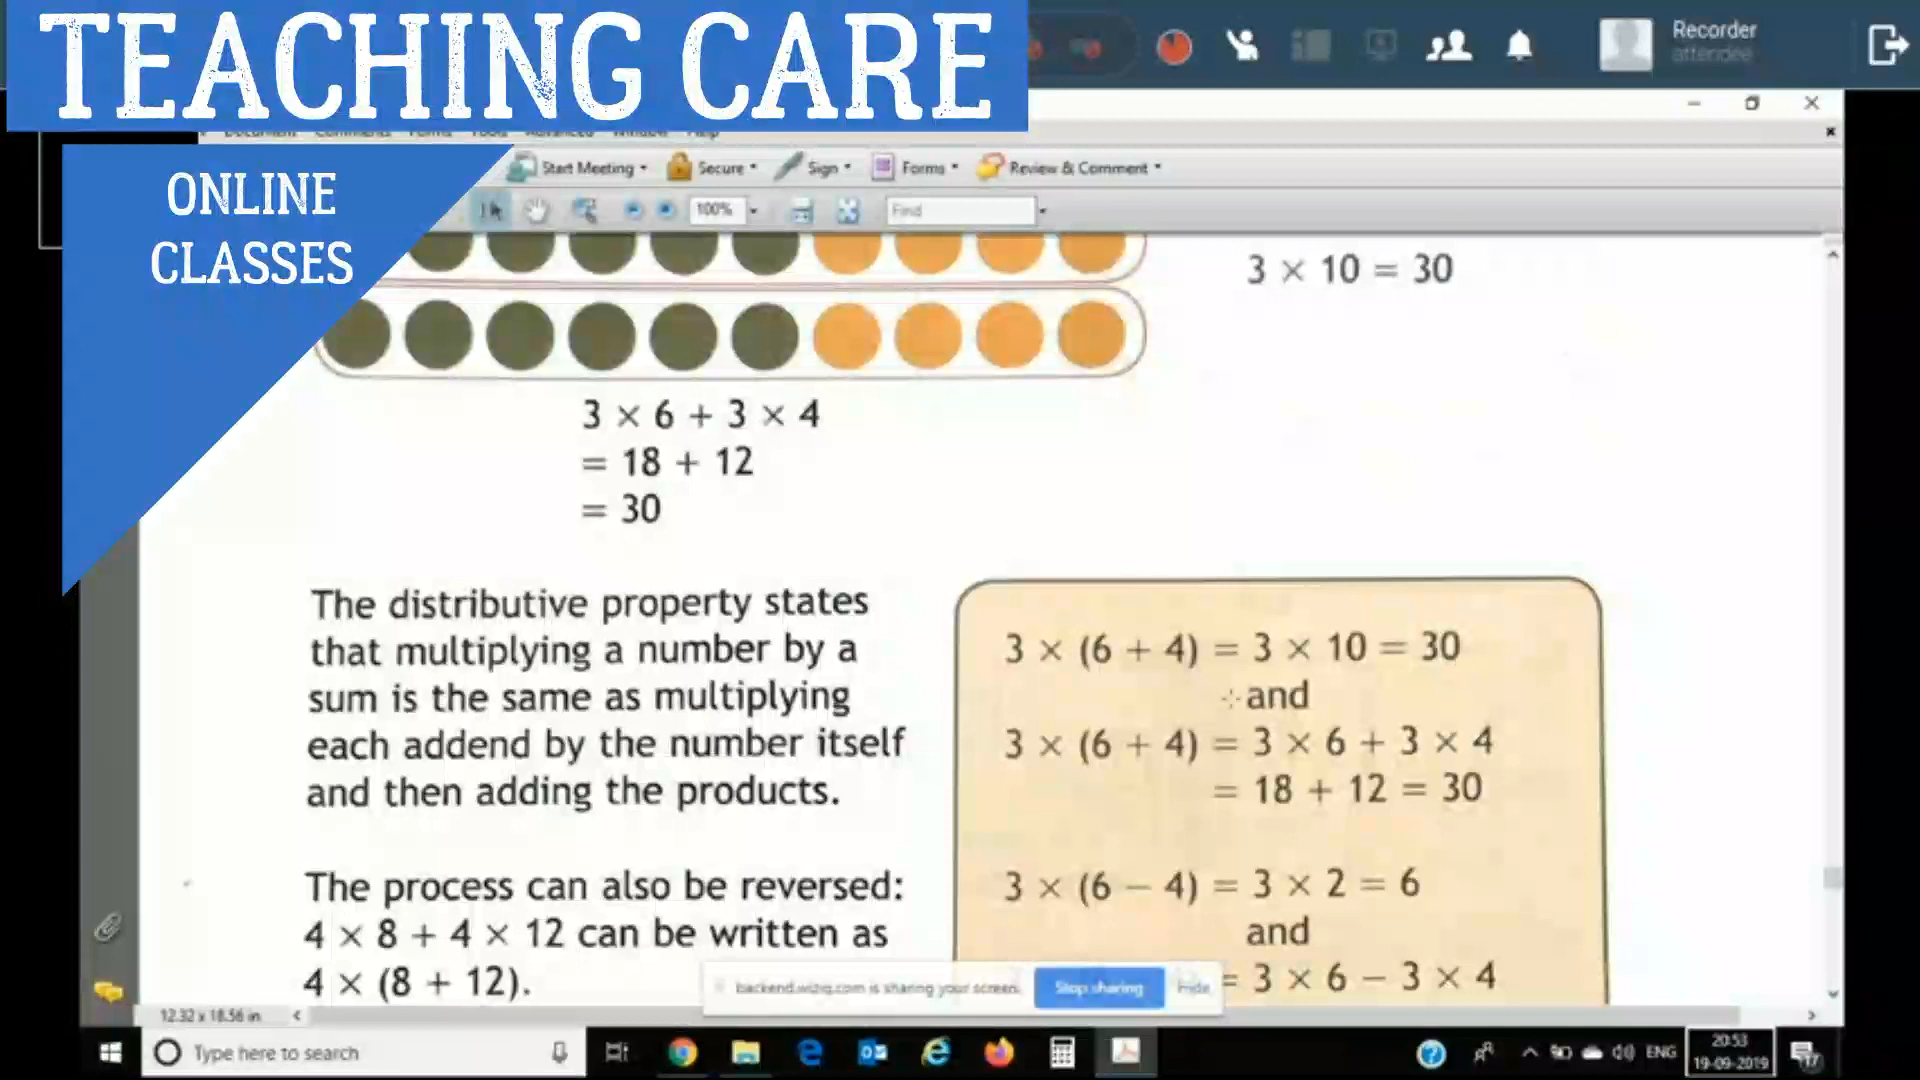 TEACHING CARE
ONLINE
CLASSES
Recorder
attendee
Start Meeting
Secure
Sign
Forms
Review & Comment
100%
Find
3 × 10 = 30
3 × 6 + 3 × 4
= 18 + 12
= 30
The distributive property states
that multiplying a number by a
sum is the same as multiplying
each addend by the number itself
and then adding the products.
The process can also be reversed:
4 × 8 + 4 × 12 can be written as
4 × (8 + 12).
3 × (6 + 4) = 3 × 10 = 30
and
3 × (6 + 4) = 3 × 6 + 3 × 4
= 18 + 12 = 30
3 × (6 − 4) = 3 × 2 = 6
and
= 3 × 6 − 3 × 4
backend.wiziq.com is sharing your screen.
Stop sharing
Hide
12.32 x 18.56 in
Type here to search
ENG
20:53
19-09-2019
17